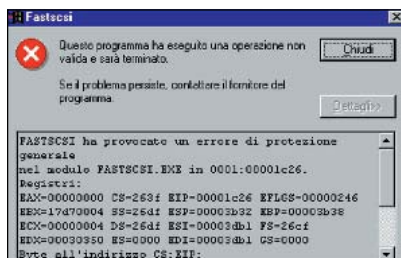 Fastscsi
Questo programma ha eseguito una operazione non
valida e sarà terminato.
Chiudi
Se il problema persiste, contattare il fornitore del
programma.
Dettagli>>
FASTSCSI ha provocato un errore di protezione
generale
nel modulo FASTSCSI.EXE in 0001:00001c26.
Registri:
EAX=00000000 CS=263f EIP=00001c26 EFLGS=00000246
EBX=17d70004 SS=26df ESP=00003b32 EBP=00003b38
ECX=00000004 DS=26df ESI=00003db1 FS=26cf
EDX=00030350 ES=0000 EDI=00003db1 GS=0000
Byte all'indirizzo CS:EIP: